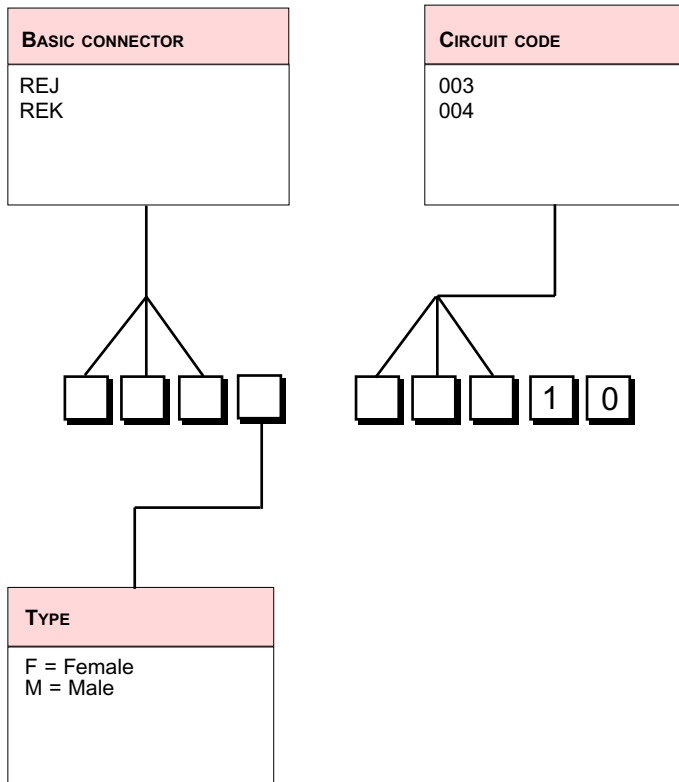 BASIC CONNECTOR
REJ
REK
CIRCUIT CODE
003
004
1 0
TYPE
F = Female
M = Male